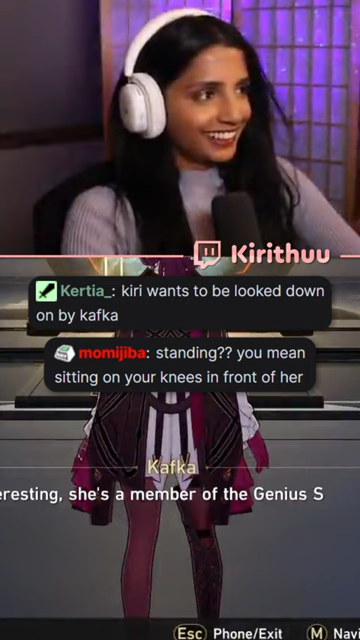 Kirithuu
Kertia_: kiri wants to be looked down
on by kafka
momijiba: standing?? you mean
sitting on your knees in front of her
Kafka
eresting, she's a member of the Genius S
Esc Phone/Exit M Navi